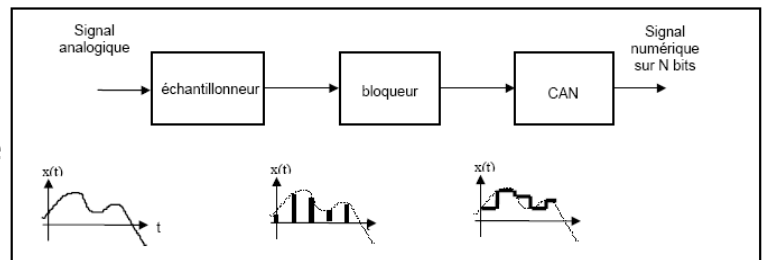 Signal
analogique
échantillonneur
bloqueur
CAN
Signal
numérique
sur N bits
x(t)
t
x(t)
x(t)